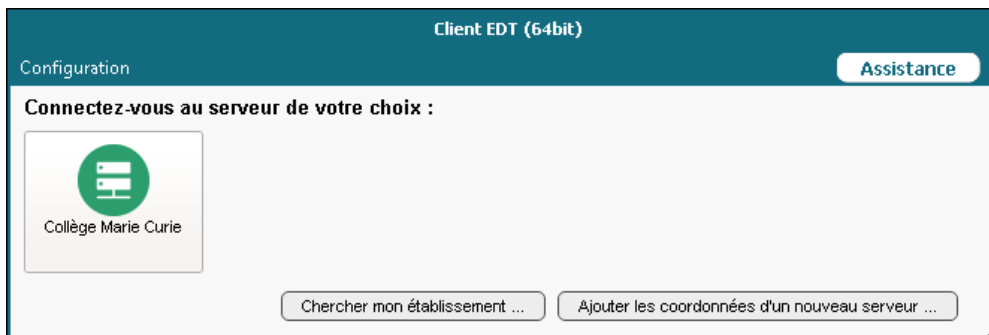 Client EDT (64bit)
Configuration
Assistance
Connectez-vous au serveur de votre choix :
Collège Marie Curie
Chercher mon établissement ...
Ajouter les coordonnées d'un nouveau serveur ...